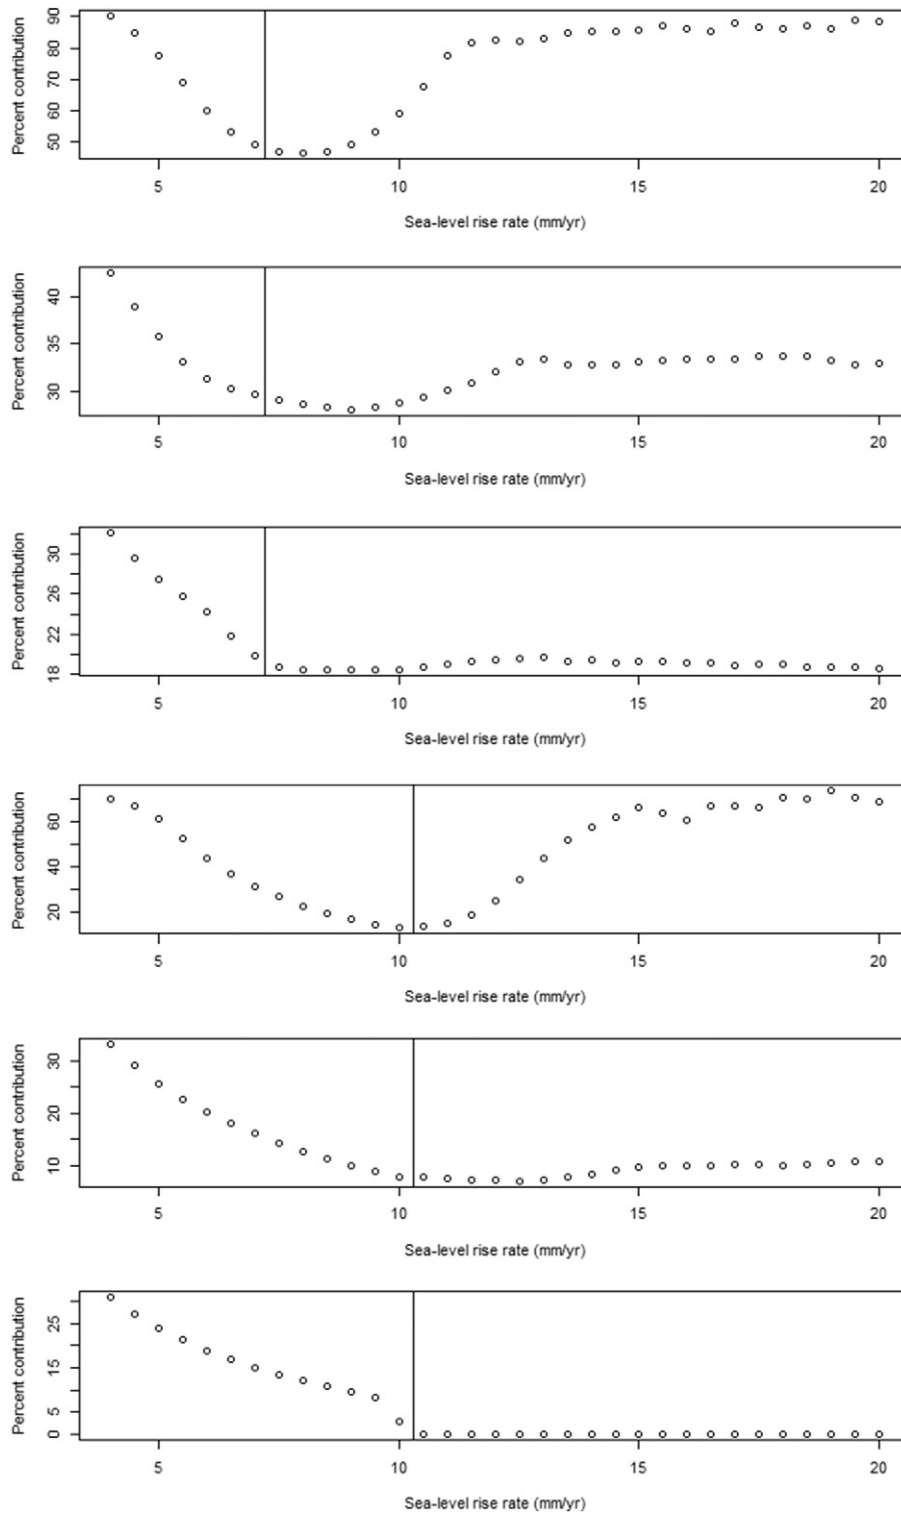 Percent contribution
90
80
70
60
50
5 10 15 20
Sea-level rise rate (mm/yr)
Percent contribution
40
35
30
5 10 15 20
Sea-level rise rate (mm/yr)
Percent contribution
30
26
22
18
5 10 15 20
Sea-level rise rate (mm/yr)
Percent contribution
60
40
20
5 10 15 20
Sea-level rise rate (mm/yr)
Percent contribution
30
20
10
5 10 15 20
Sea-level rise rate (mm/yr)
Percent contribution
25
15
5
0
5 10 15 20
Sea-level rise rate (mm/yr)